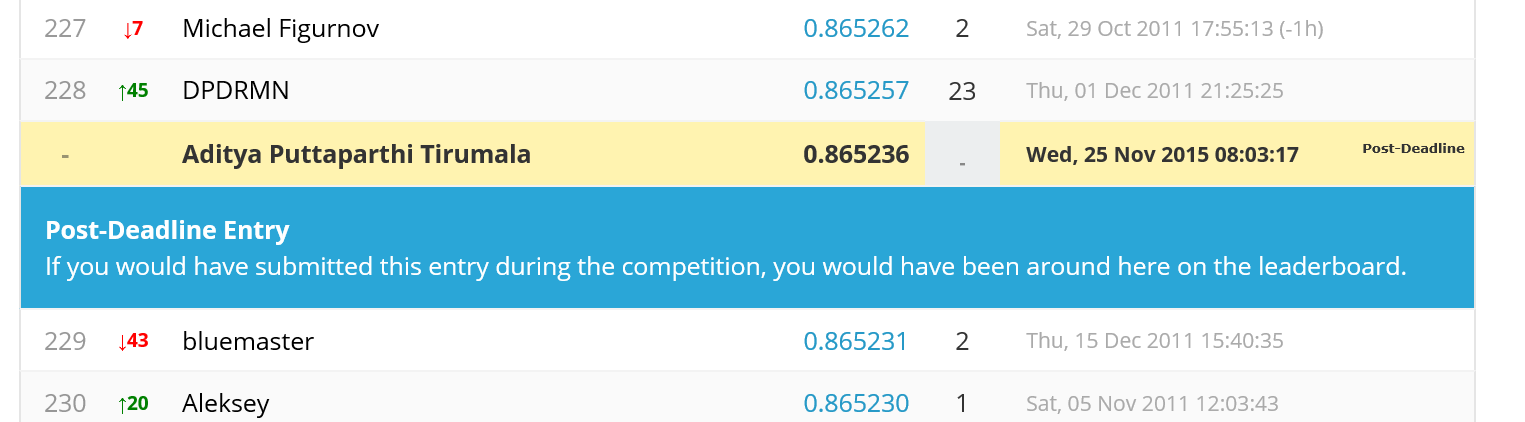 227 ↓7 Michael Figurnov 0.865262 2 Sat, 29 Oct 2011 17:55:13 (-1h)
228 ↑45 DPDRMN 0.865257 23 Thu, 01 Dec 2011 21:25:25
- Aditya Puttaparthi Tirumala 0.865236 - Wed, 25 Nov 2015 08:03:17 Post-Deadline
Post-Deadline Entry
If you would have submitted this entry during the competition, you would have been around here on the leaderboard.
229 ↓43 bluemaster 0.865231 2 Thu, 15 Dec 2011 15:40:35
230 ↑20 Aleksey 0.865230 1 Sat, 05 Nov 2011 12:03:43